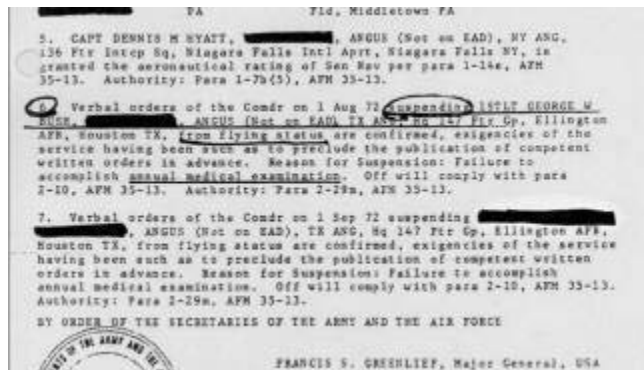 PA Fld, Middletown PA
5. CAPT DENNIS M HYATT, ANGUS (Not on EAD), NY ANG,
136 Ftr Intcp Sq, Niagara Falls Intl Aprt, Niagara Falls NY, is
granted the aeronautical rating of Sen Nav per para 1-14e, AFM
35-13. Authority: Para 1-7b(5), AFM 35-13.
6. Verbal orders of the Comdr on 1 Aug 72 suspending 1STLT GEORGE W
BUSH, ANGUS (Not on EAD) TX ANG, Hq 147 Ftr Gp, Ellington
AFB, Houston TX, from flying status are confirmed, exigencies of the
service having been such as to preclude the publication of competent
written orders in advance. Reason for Suspension: Failure to
accomplish annual medical examination. Off will comply with para
2-10, AFM 35-13. Authority: Para 2-29m, AFM 35-13.
7. Verbal orders of the Comdr on 1 Sep 72 suspending
ANGUS (Not on EAD), TX ANG, Hq 147 Ftr Gp, Ellington AFB,
Houston TX, from flying status are confirmed, exigencies of the service
having been such as to preclude the publication of competent written
orders in advance. Reason for Suspension: Failure to accomplish
annual medical examination. Off will comply with para 2-10, AFM 35-13.
Authority: Para 2-29m, AFM 35-13.
BY ORDER OF THE SECRETARIES OF THE ARMY AND THE AIR FORCE
OF THE ARMY AND THE
FRANCIS S. GREENLIEF, Major General, USA